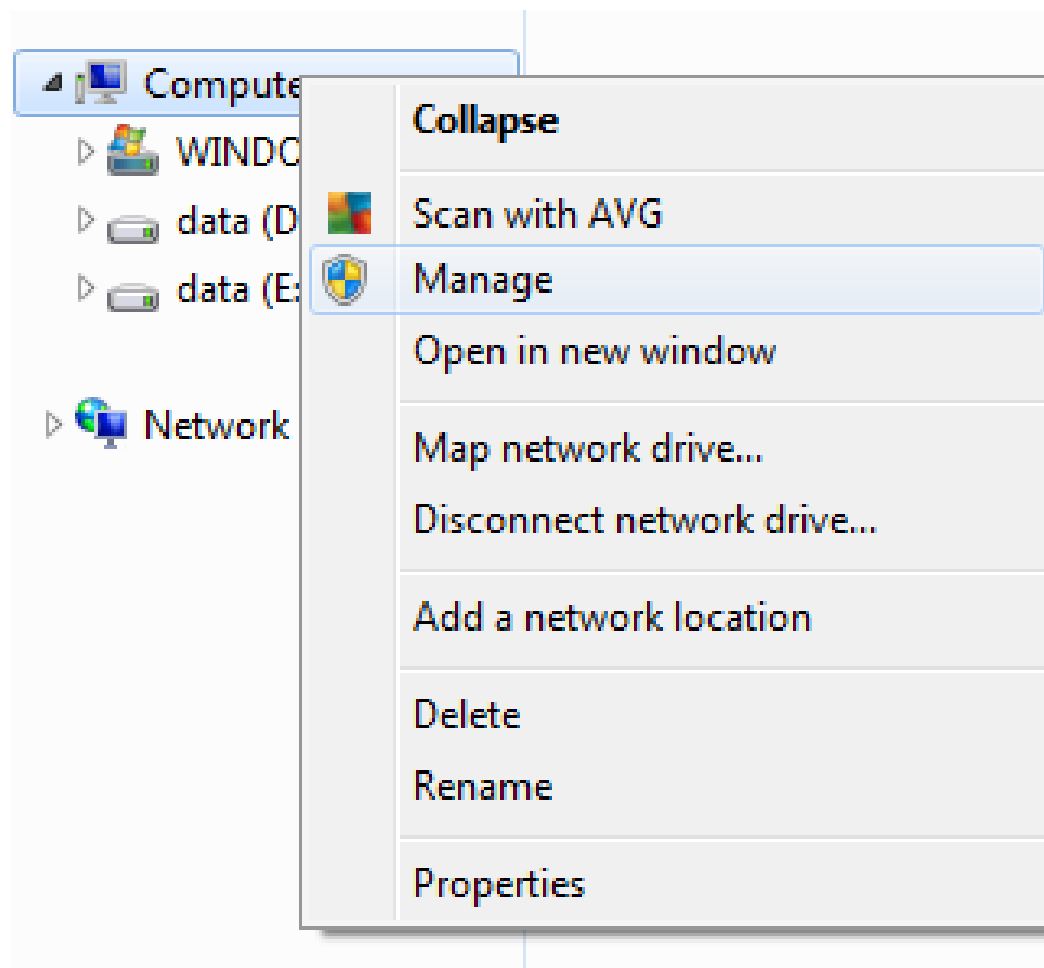 Compute
WINDO
data (D
data (E:
Network
Collapse
Scan with AVG
Manage
Open in new window
Map network drive...
Disconnect network drive...
Add a network location
Delete
Rename
Properties